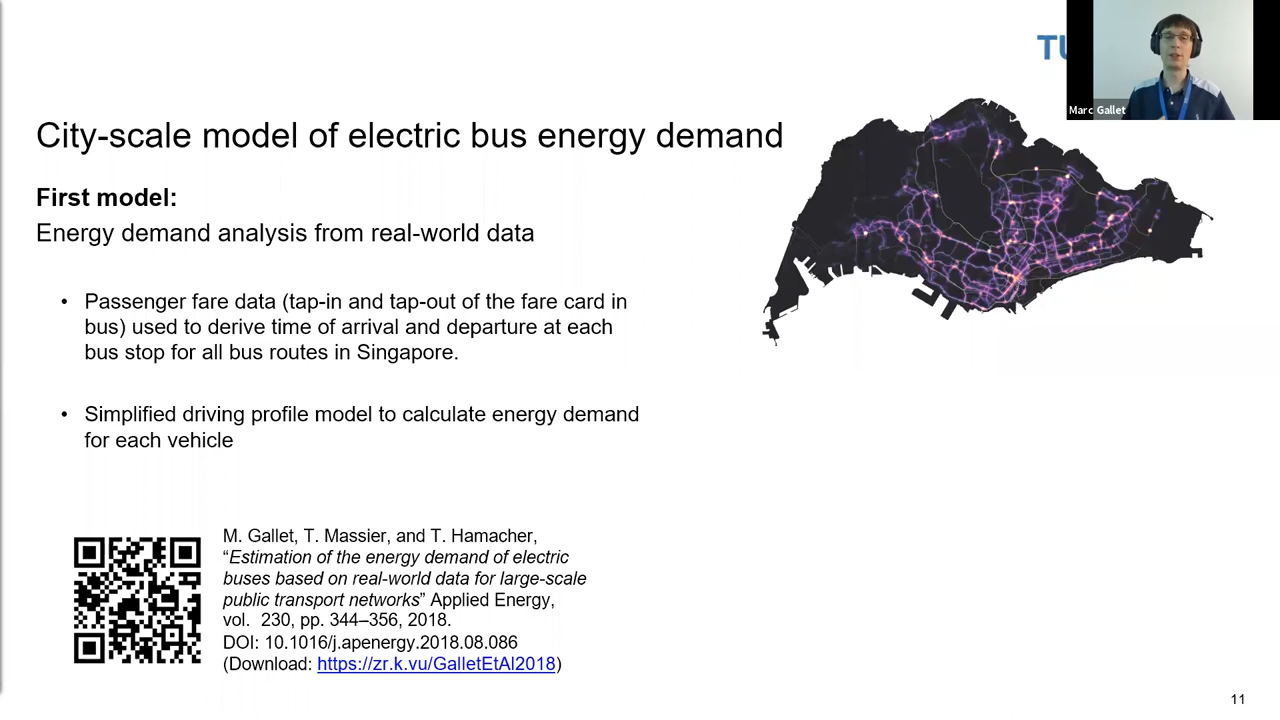 TU
Marc Gallet
City-scale model of electric bus energy demand
First model:
Energy demand analysis from real-world data
• Passenger fare data (tap-in and tap-out of the fare card in
bus) used to derive time of arrival and departure at each
bus stop for all bus routes in Singapore.
• Simplified driving profile model to calculate energy demand
for each vehicle
M. Gallet, T. Massier, and T. Hamacher,
“Estimation of the energy demand of electric
buses based on real-world data for large-scale
public transport networks” Applied Energy,
vol. 230, pp. 344–356, 2018.
DOI: 10.1016/j.apenergy.2018.08.086
(Download: https://zr.k.vu/GalletEtAl2018)
11